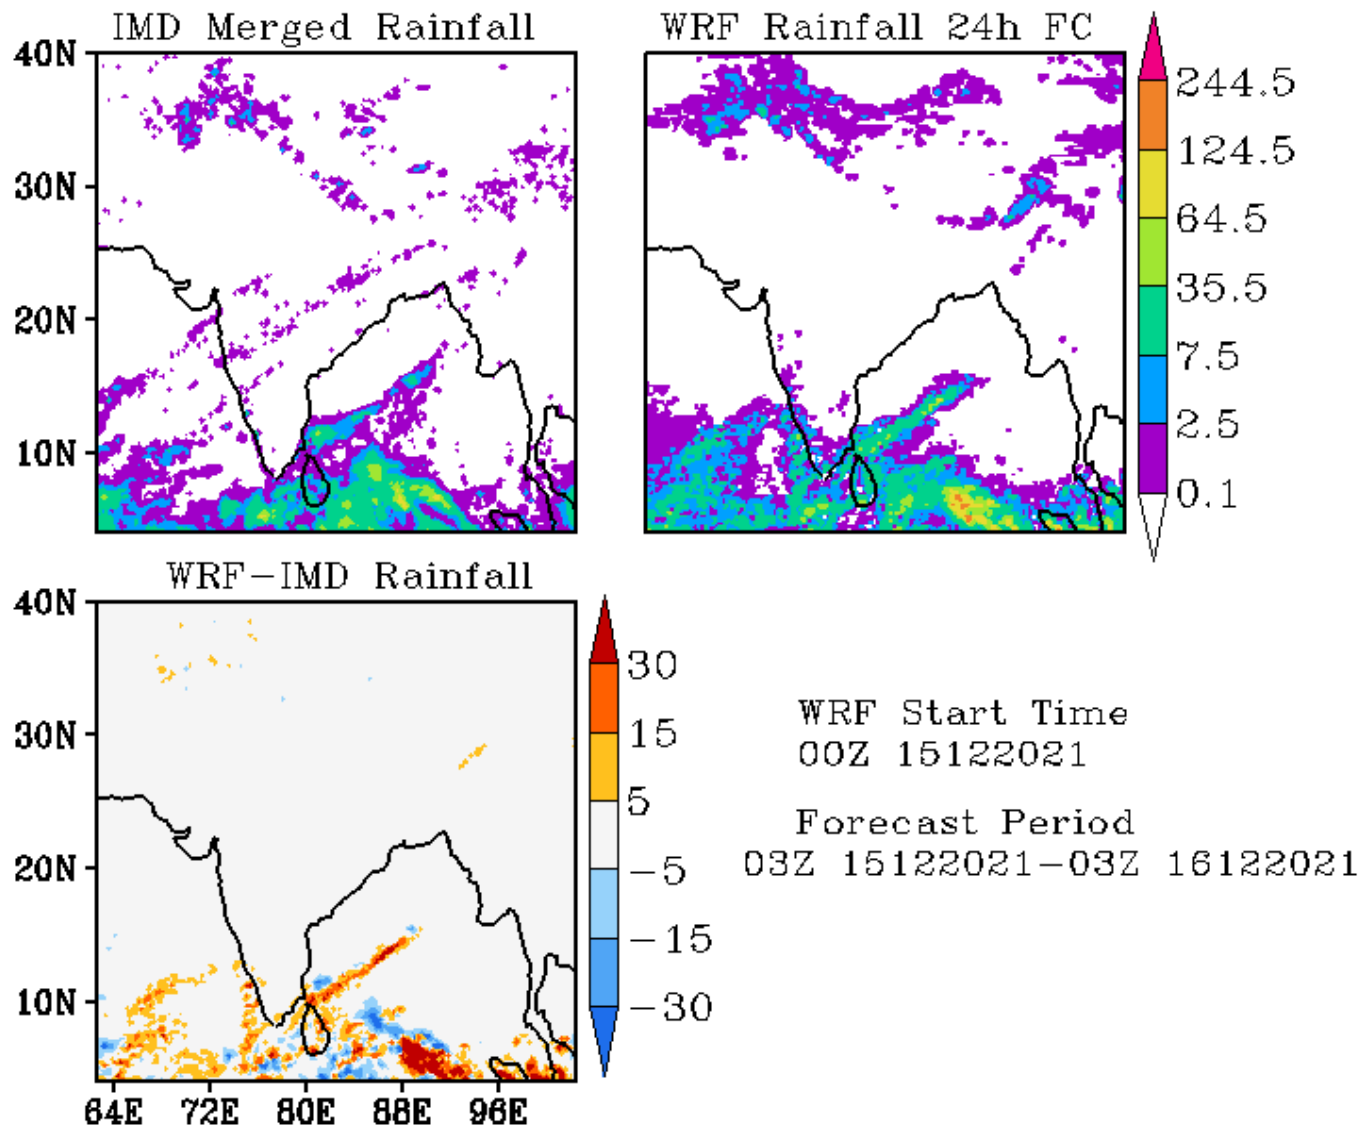 IMD Merged Rainfall
WRF Rainfall 24h FC
40N
30N
20N
10N
244.5
124.5
64.5
35.5
7.5
2.5
0.1
WRF-IMD Rainfall
40N
30N
20N
10N
64E 72E 80E 88E 96E
30
15
5
-5
-15
-30
WRF Start Time
00Z 15122021
Forecast Period
03Z 15122021-03Z 16122021